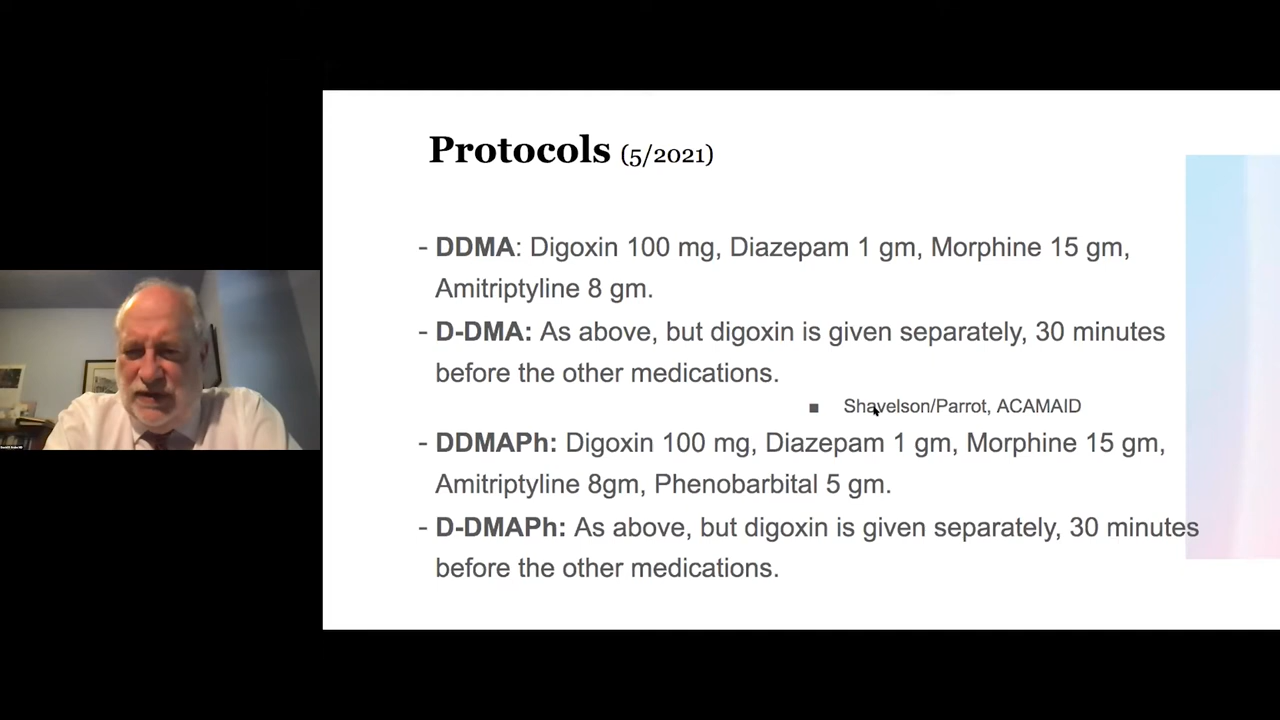 Protocols (5/2021)
- DDMA: Digoxin 100 mg, Diazepam 1 gm, Morphine 15 gm,
Amitriptyline 8 gm.
- D-DMA: As above, but digoxin is given separately, 30 minutes
before the other medications.
■ Shavelson/Parrot, ACAMAID
- DDMAPh: Digoxin 100 mg, Diazepam 1 gm, Morphine 15 gm,
Amitriptyline 8gm, Phenobarbital 5 gm.
- D-DMAPh: As above, but digoxin is given separately, 30 minutes
before the other medications.